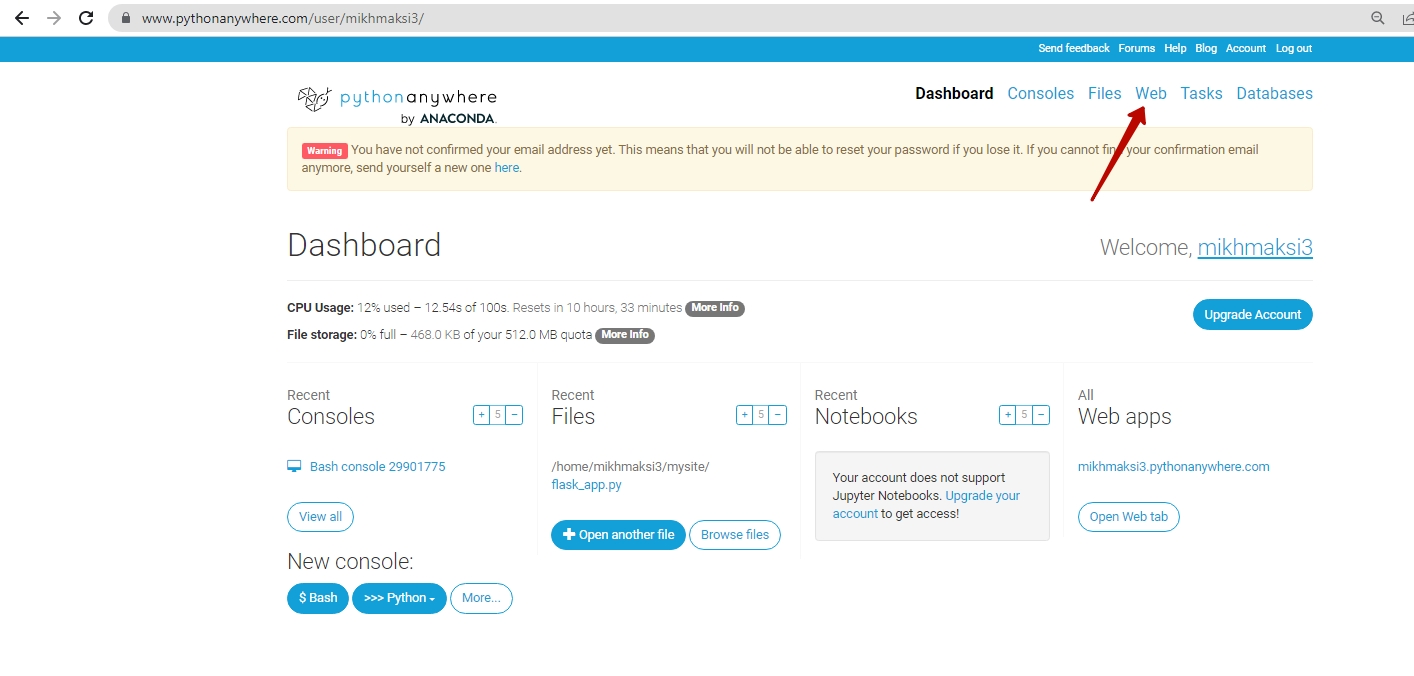 www.pythonanywhere.com/user/mikhmaksi3/
Send feedback Forums Help Blog Account Log out
pythonanywhere
by ANACONDA.
Dashboard Consoles Files Web Tasks Databases
Warning You have not confirmed your email address yet. This means that you will not be able to reset your password if you lose it. If you cannot find your confirmation email
anymore, send yourself a new one here.
Dashboard
Welcome, mikhmaksi3
CPU Usage: 12% used – 12.54s of 100s. Resets in 10 hours, 33 minutes More Info
File storage: 0% full – 468.0 KB of your 512.0 MB quota More Info
Upgrade Account
Recent
Consoles
+ 5 −
Bash console 29901775
View all
New console:
$ Bash >>> Python More...
Recent
Files
+ 5 −
/home/mikhmaksi3/mysite/
flask_app.py
Open another file Browse files
Recent
Notebooks
+ 5 −
Your account does not support
Jupyter Notebooks. Upgrade your
account to get access!
All
Web apps
mikhmaksi3.pythonanywhere.com
Open Web tab